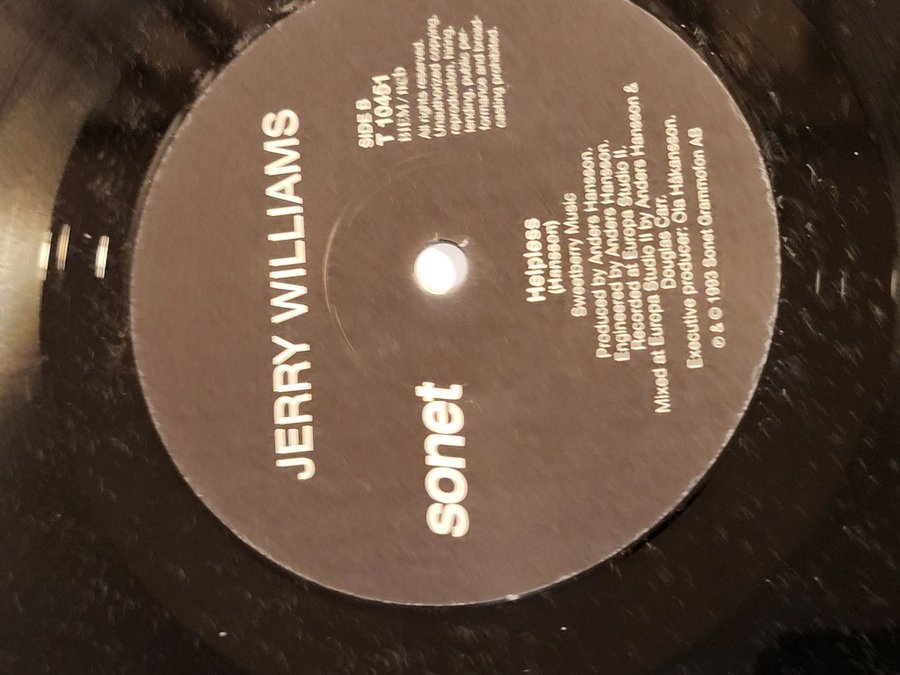 JERRY WILLIAMS
sonet
SIDE B
T 10461
BIEM / n©b
All rights reserved.
Unauthorized copying,
reproduction, hiring,
lending, public per-
formance and broad-
casting prohibited.
Helpless
(Hansson)
Sweetberry Music
Produced by Anders Hansson.
Engineered by Anders Hansson.
Recorded at Europa Studio II.
Mixed at Europa Studio II by Anders Hansson &
Douglas Carr.
Executive producer: Ola Håkansson.
℗ & © 1993 Sonet Grammofon AB